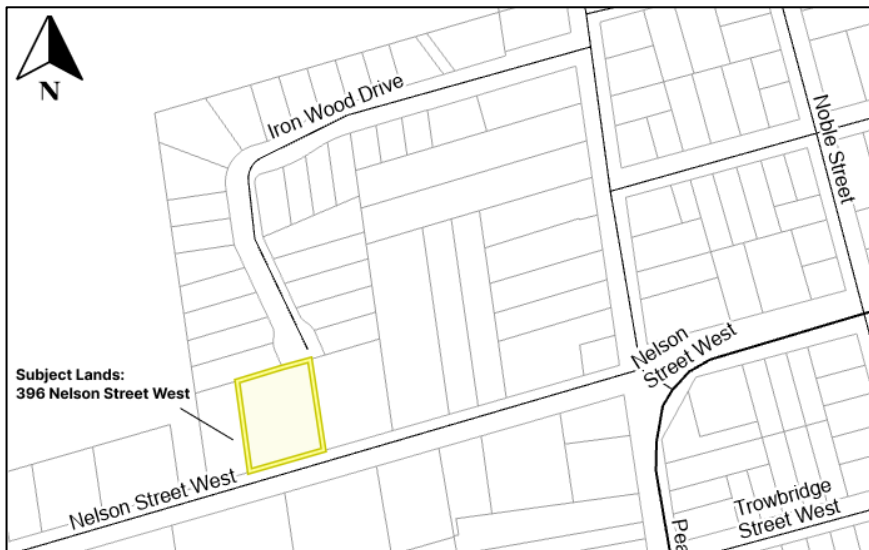 N
Iron Wood Drive
Noble Street
Nelson
Street West
Subject Lands:
396 Nelson Street West
Nelson Street West
Trowbridge
Street West
Pea